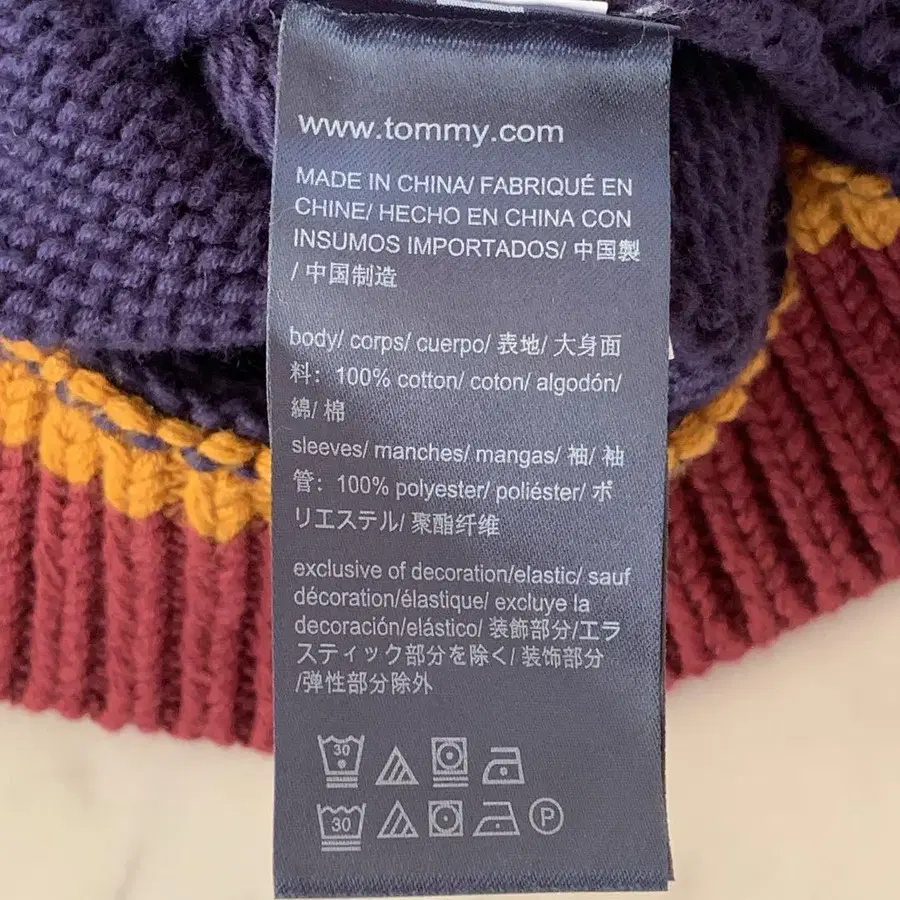 www.tommy.com
MADE IN CHINA/ FABRIQUÉ EN
CHINE/ HECHO EN CHINA CON
INSUMOS IMPORTADOS/ 中国製
/ 中国制造
body/ corps/ cuerpo/ 表地/ 大身面
料：100% cotton/ coton/ algodón/
綿/ 棉
sleeves/ manches/ mangas/ 袖/ 袖
管：100% polyester/ poliéster/ ポ
リエステル/ 聚酯纤维
exclusive of decoration/elastic/ sauf
décoration/élastique/ excluye la
decoración/elástico/ 装飾部分/エラ
スティック部分を除く/ 装饰部分
/弹性部分除外
30
30 P